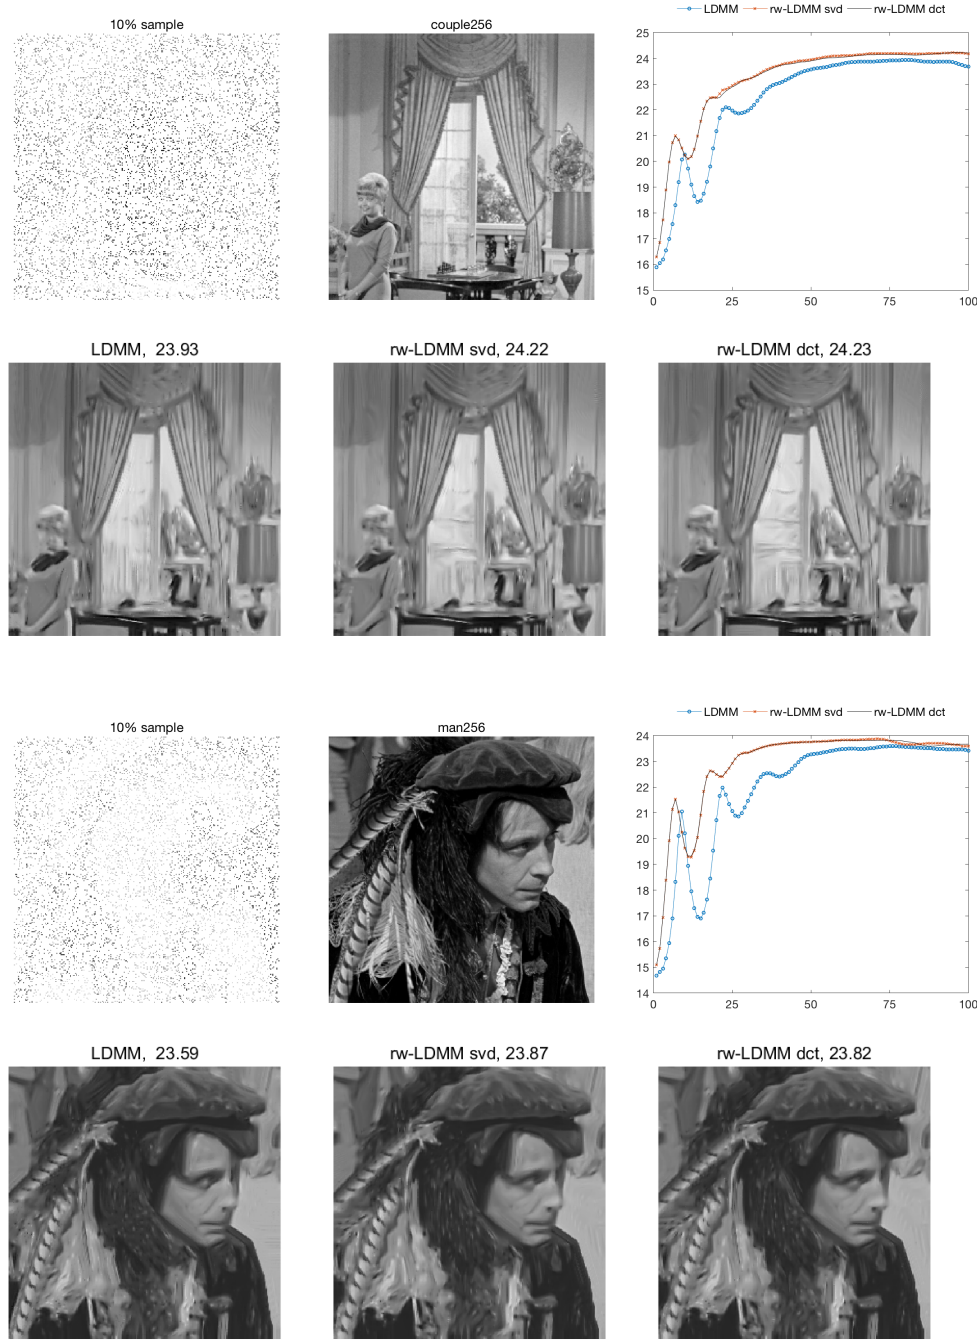 10% sample
couple256
LDMM rw-LDMM svd rw-LDMM dct
25
24
23
22
21
20
19
18
17
16
15
0 25 50 75 100
LDMM, 23.93
rw-LDMM svd, 24.22
rw-LDMM dct, 24.23
10% sample
man256
LDMM rw-LDMM svd rw-LDMM dct
24
23
22
21
20
19
18
17
16
15
14
0 25 50 75 100
LDMM, 23.59
rw-LDMM svd, 23.87
rw-LDMM dct, 23.82